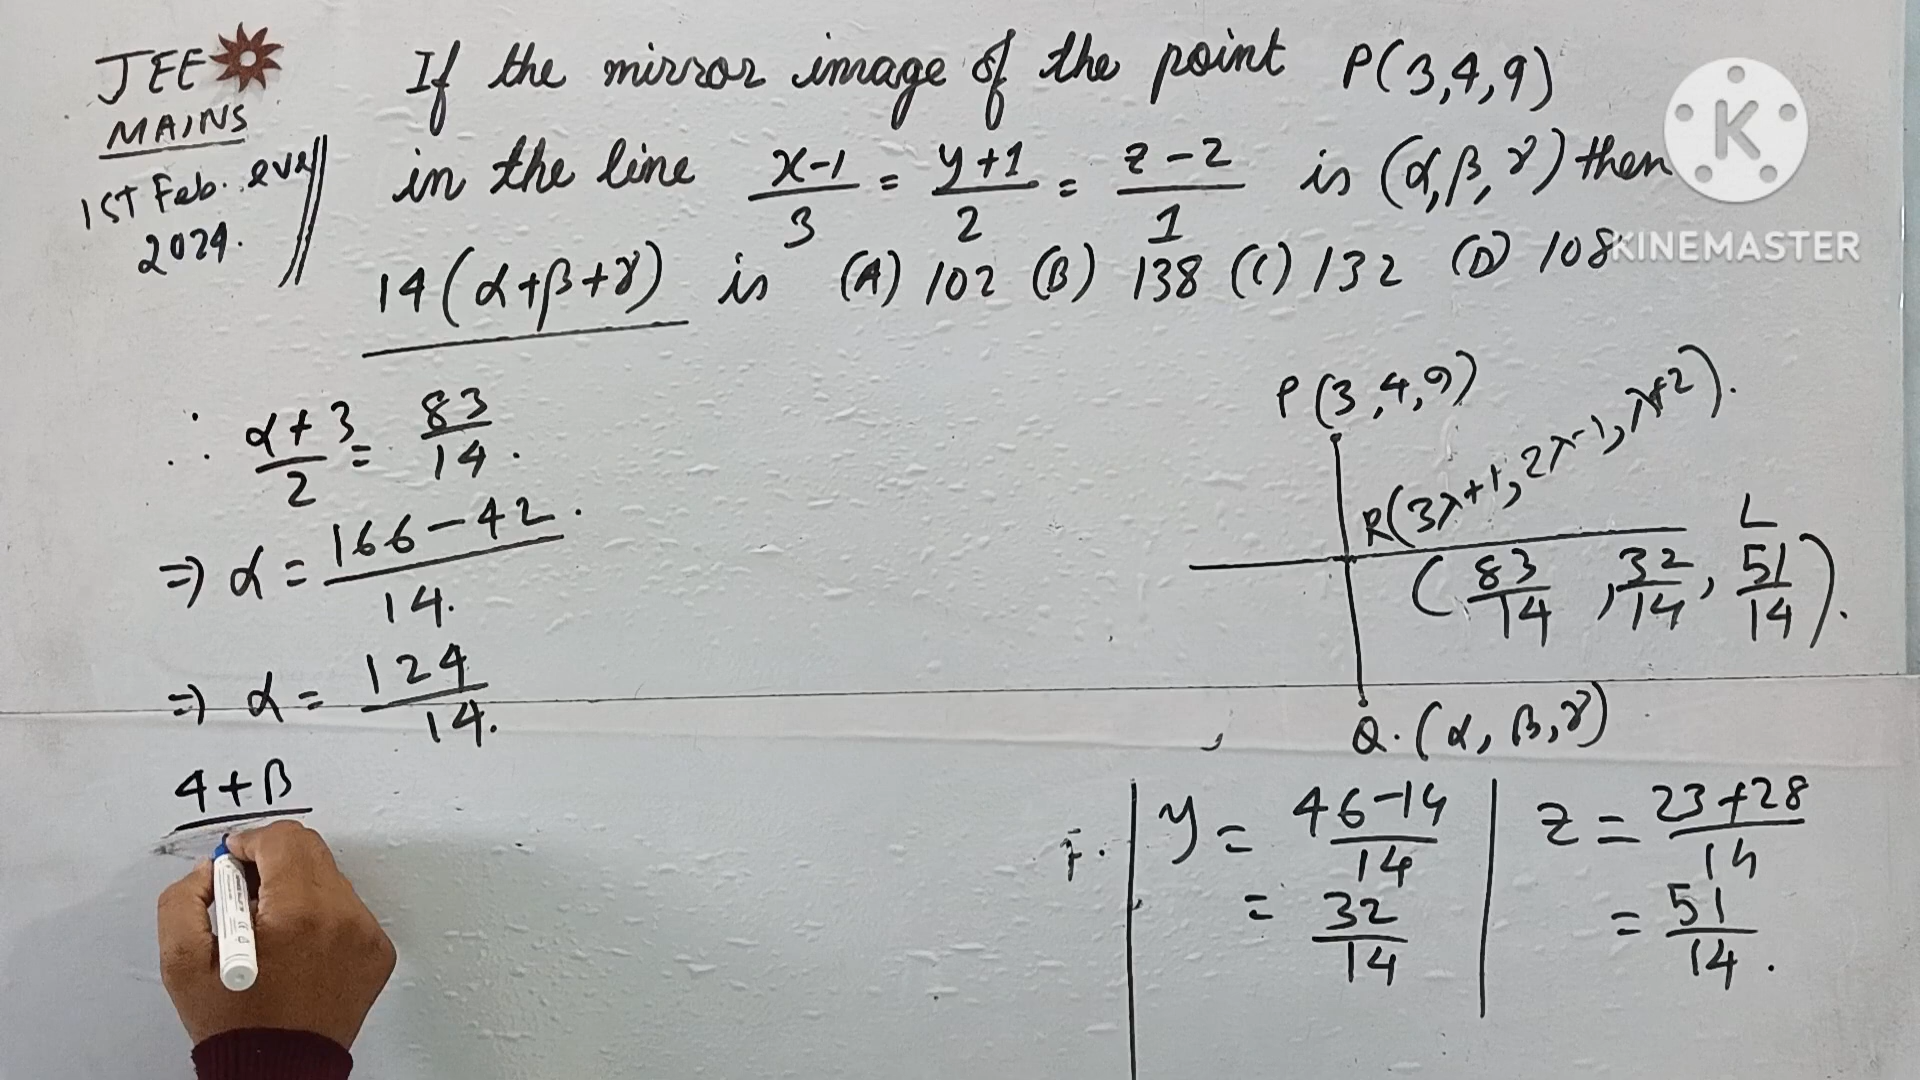 JEE
MAINS
1ST Feb. eve
2024.
If the mirror image of the point P(3,4,9)
in the line x-1/3 = y+1/2 = z-2/1 is (α,β,γ) then
14(α+β+γ) is (A) 102 (B) 138 (C) 132 (D) 108
K
KINEMASTER
∴ α+3/2 = 83/14.
⇒ α = 166-42/14.
⇒ α = 124/14.
4+β
P(3,4,9)
R(3λ+1, 2λ-1, λ+2).
L
(83/14, 32/14, 51/14).
Q.(α,β,γ)
y = 46-14/14
= 32/14
z = 23+28/14
= 51/14.